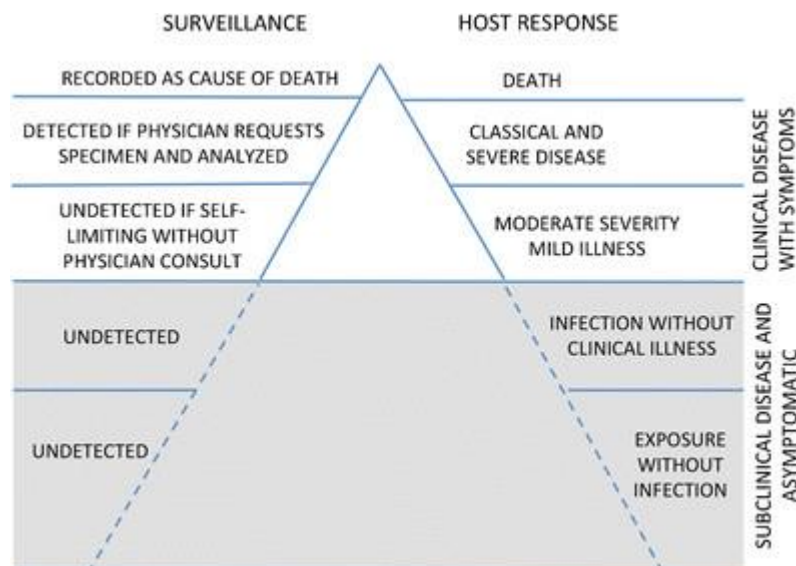 SURVEILLANCE
HOST RESPONSE
RECORDED AS CAUSE OF DEATH
DEATH
DETECTED IF PHYSICIAN REQUESTS
SPECIMEN AND ANALYZED
CLASSICAL AND
SEVERE DISEASE
UNDETECTED IF SELF-
LIMITING WITHOUT
PHYSICIAN CONSULT
MODERATE SEVERITY
MILD ILLNESS
CLINICAL DISEASE
WITH SYMPTOMS
UNDETECTED
INFECTION WITHOUT
CLINICAL ILLNESS
UNDETECTED
EXPOSURE
WITHOUT
INFECTION
SUBCLINICAL DISEASE AND
ASYMPTOMATIC